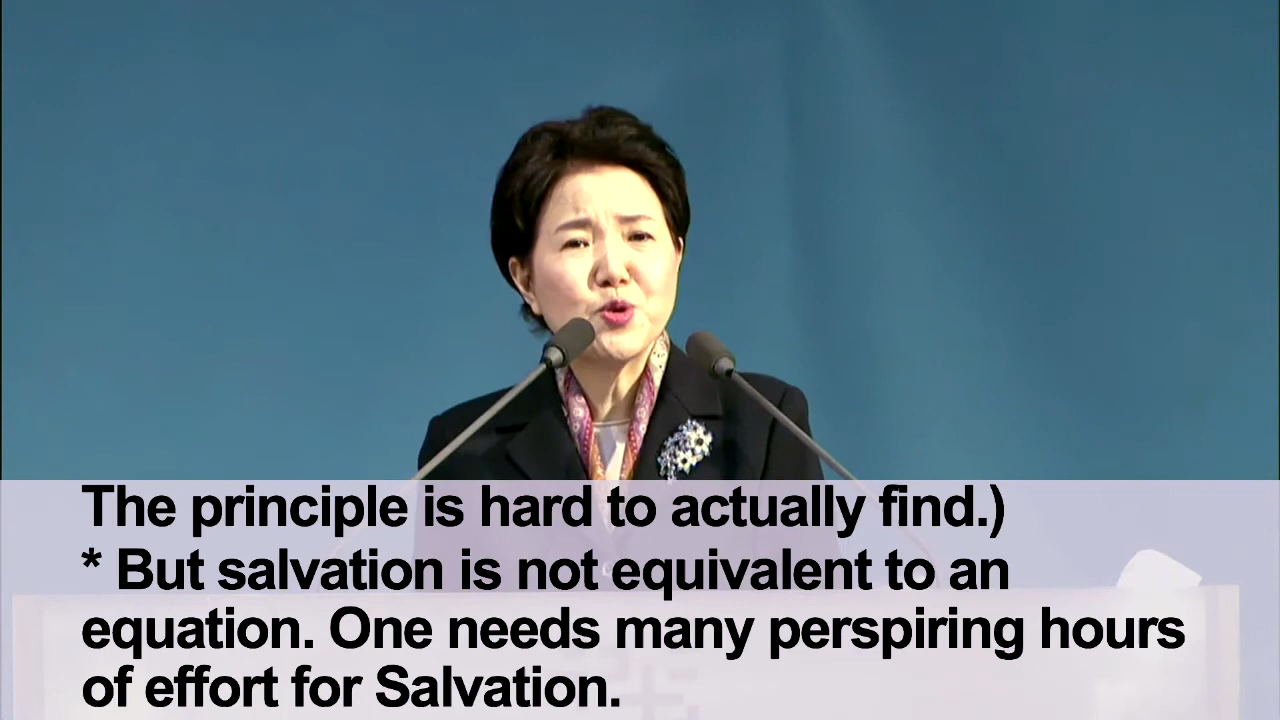 The principle is hard to actually find.)
* But salvation is not equivalent to an
equation. One needs many perspiring hours
of effort for Salvation.